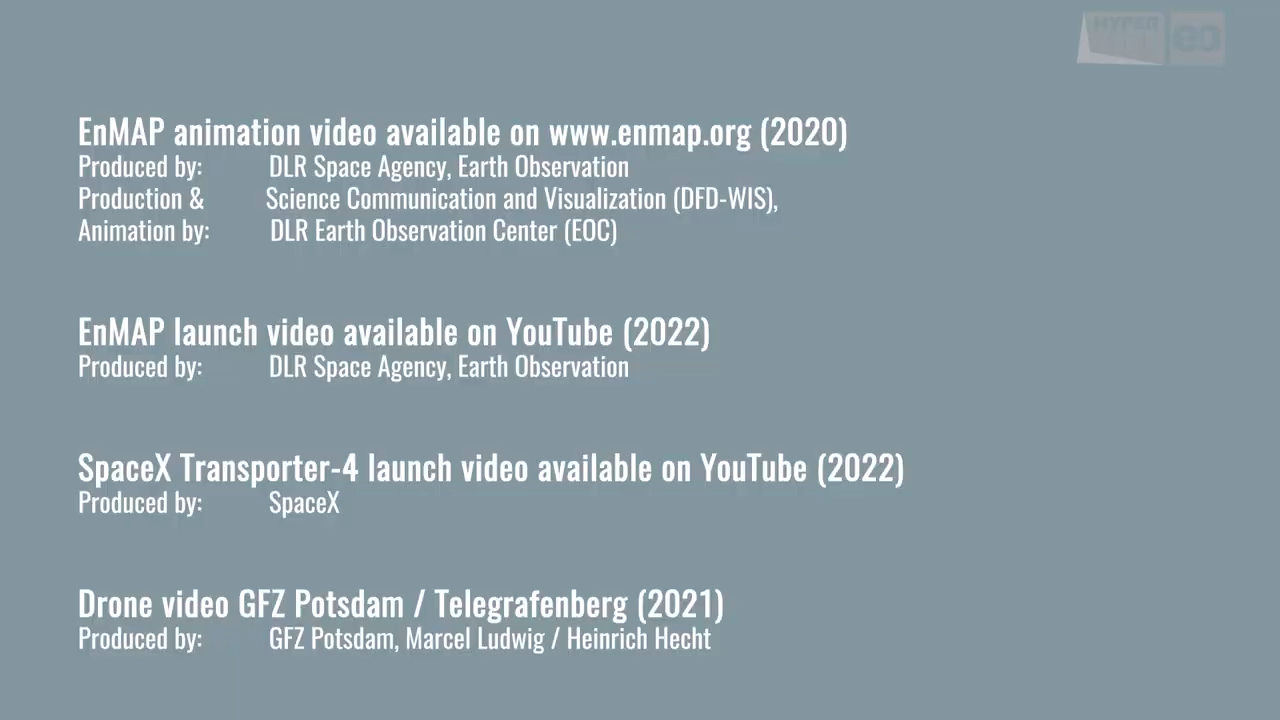 HYPER
EnMAP animation video available on www.enmap.org (2020)
Produced by: DLR Space Agency, Earth Observation
Production & Science Communication and Visualization (DFD-WIS),
Animation by: DLR Earth Observation Center (EOC)
EnMAP launch video available on YouTube (2022)
Produced by: DLR Space Agency, Earth Observation
SpaceX Transporter-4 launch video available on YouTube (2022)
Produced by: SpaceX
Drone video GFZ Potsdam / Telegrafenberg (2021)
Produced by: GFZ Potsdam, Marcel Ludwig / Heinrich Hecht